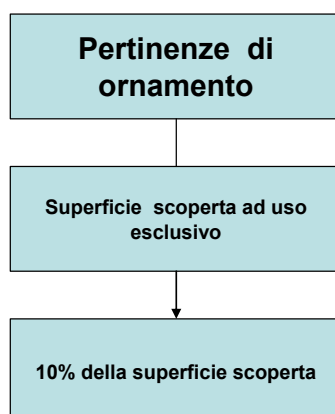 Pertinenze di
ornamento
Superficie scoperta ad uso
esclusivo
10% della superficie scoperta